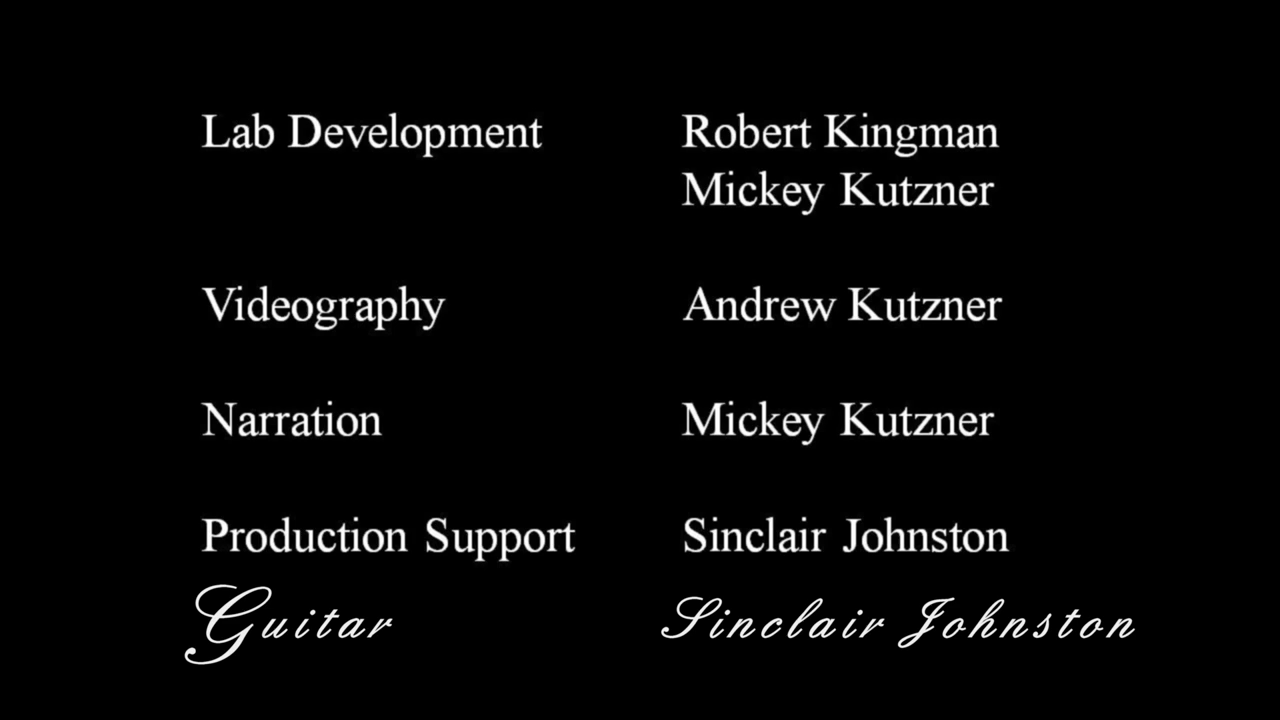 Lab Development Robert Kingman
Mickey Kutzner
Videography Andrew Kutzner
Narration Mickey Kutzner
Production Support Sinclair Johnston
Guitar Sinclair Johnston